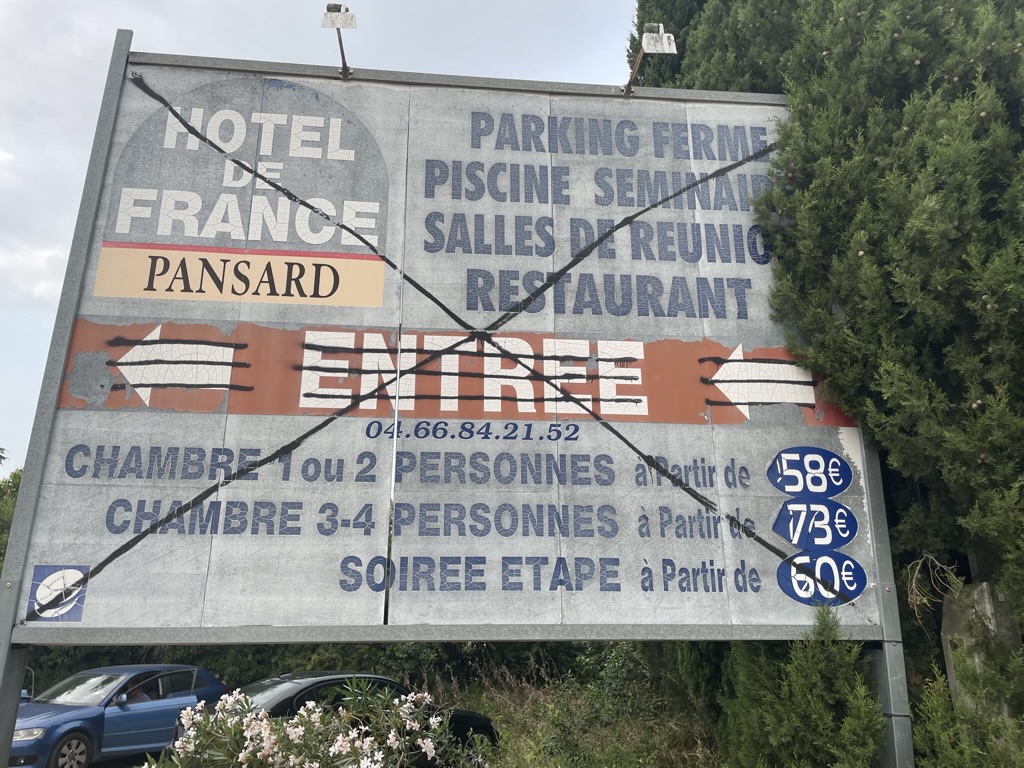 HOTEL
DE
FRANCE
PANSARD
PARKING FERME
PISCINE SEMINAIR
SALLES DE REUNIO
RESTAURANT
ENTREE
04.66.84.21.52
CHAMBRE 1 ou 2 PERSONNES à Partir de 58€
CHAMBRE 3-4 PERSONNES à Partir de 73€
SOIREE ETAPE à Partir de 60€